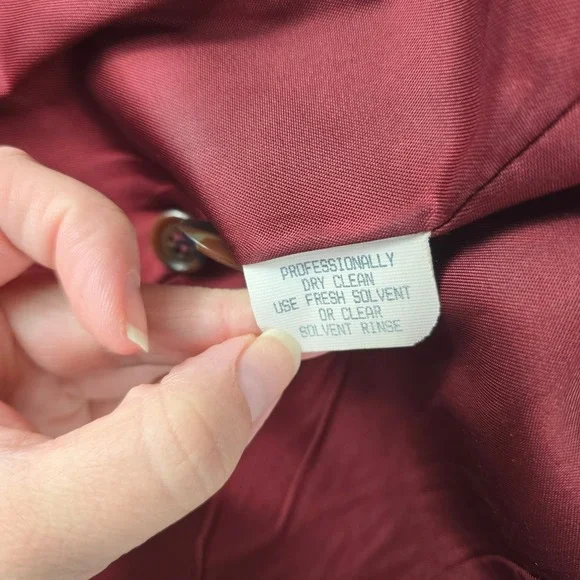 PROFESSIONALLY
DRY CLEAN
USE FRESH SOLVENT
OR CLEAR
SOLVENT RINSE